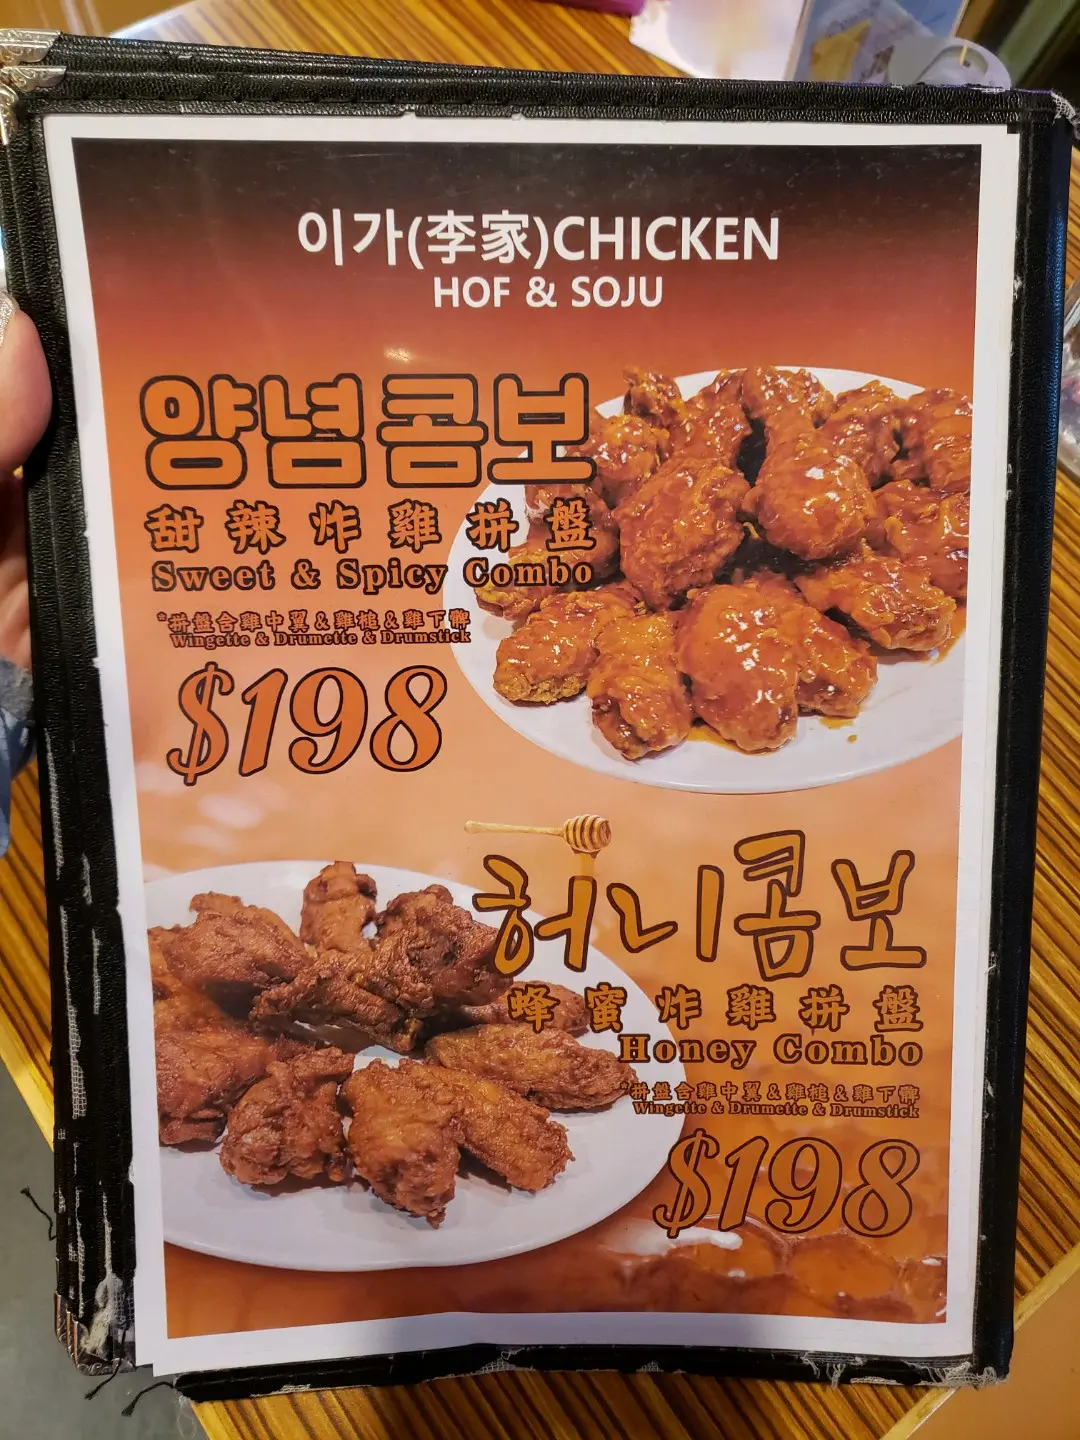 이가(李家)CHICKEN
HOF & SOJU
양념콤보
甜辣炸雞拼盤
Sweet & Spicy Combo
*拼盤含雞中翼&雞槌&雞下髀
Wingette & Drumette & Drumstick
$198
허니콤보
蜂蜜炸雞拼盤
Honey Combo
*拼盤含雞中翼&雞槌&雞下髀
Wingette & Drumette & Drumstick
$198